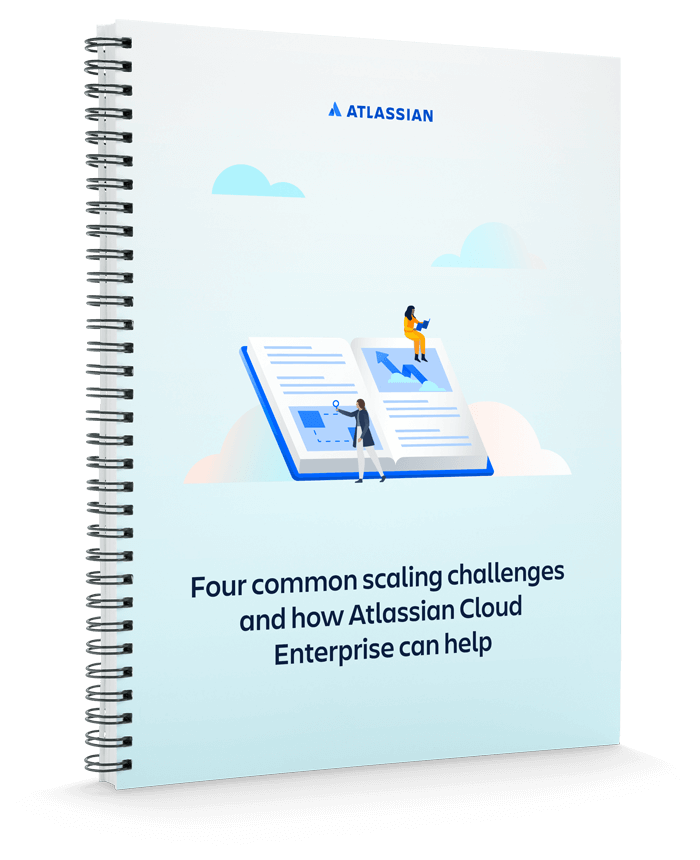 ATLASSIAN
Four common scaling challenges
and how Atlassian Cloud
Enterprise can help